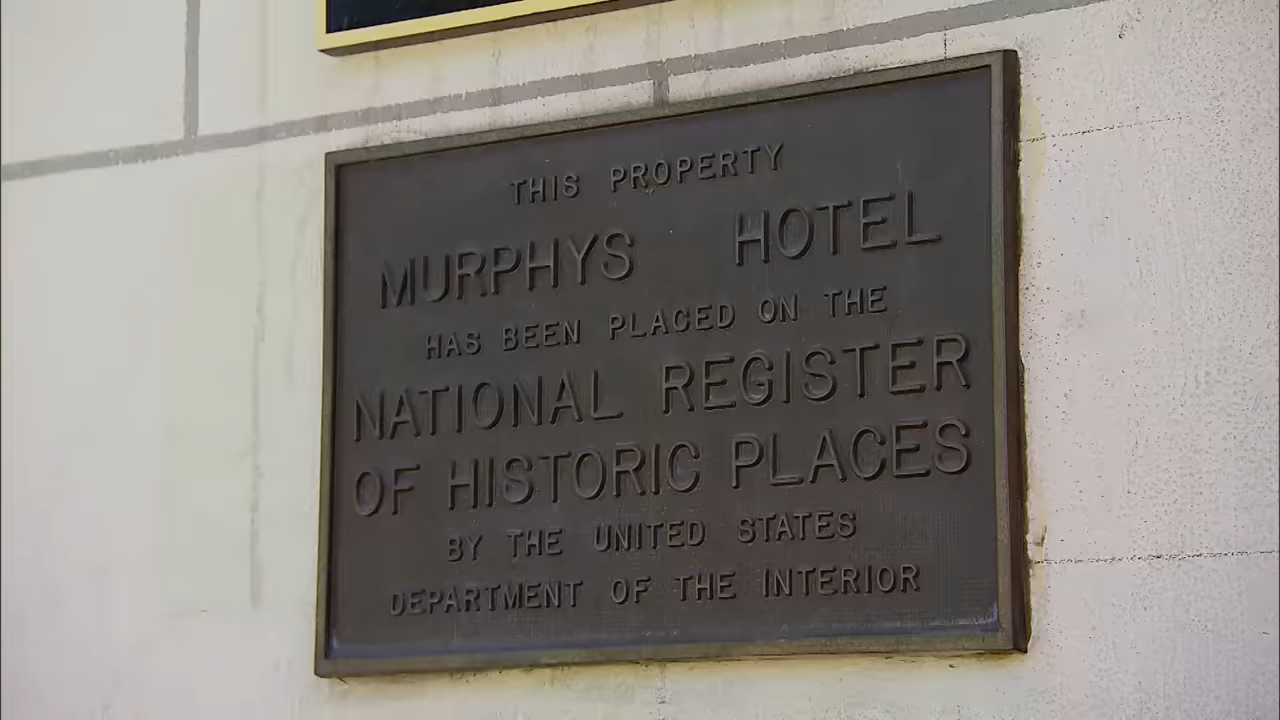 THIS PROPERTY
MURPHYS HOTEL
HAS BEEN PLACED ON THE
NATIONAL REGISTER
OF HISTORIC PLACES
BY THE UNITED STATES
DEPARTMENT OF THE INTERIOR